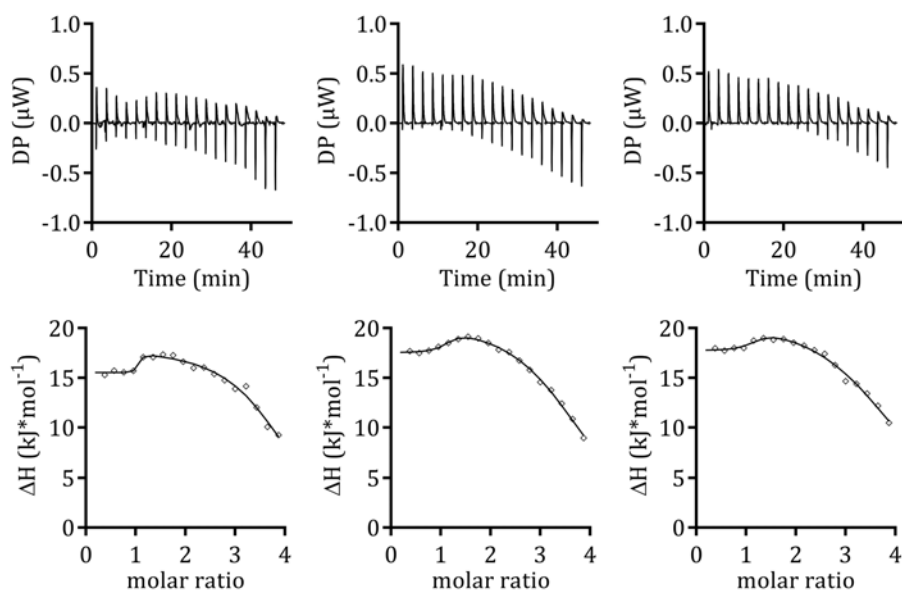 1.0 1.0 1.0
0.5 0.5 0.5
DP (μW) 0.0 DP (μW) 0.0 DP (μW) 0.0
-0.5 -0.5 -0.5
-1.0 -1.0 -1.0
0 20 40 0 20 40 0 20 40
Time (min) Time (min) Time (min)
20 20 20
15 15 15
ΔH (kJ*mol⁻¹) 10 ΔH (kJ*mol⁻¹) 10 ΔH (kJ*mol⁻¹) 10
5 5 5
0 0 0
0 1 2 3 4 0 1 2 3 4 0 1 2 3 4
molar ratio molar ratio molar ratio